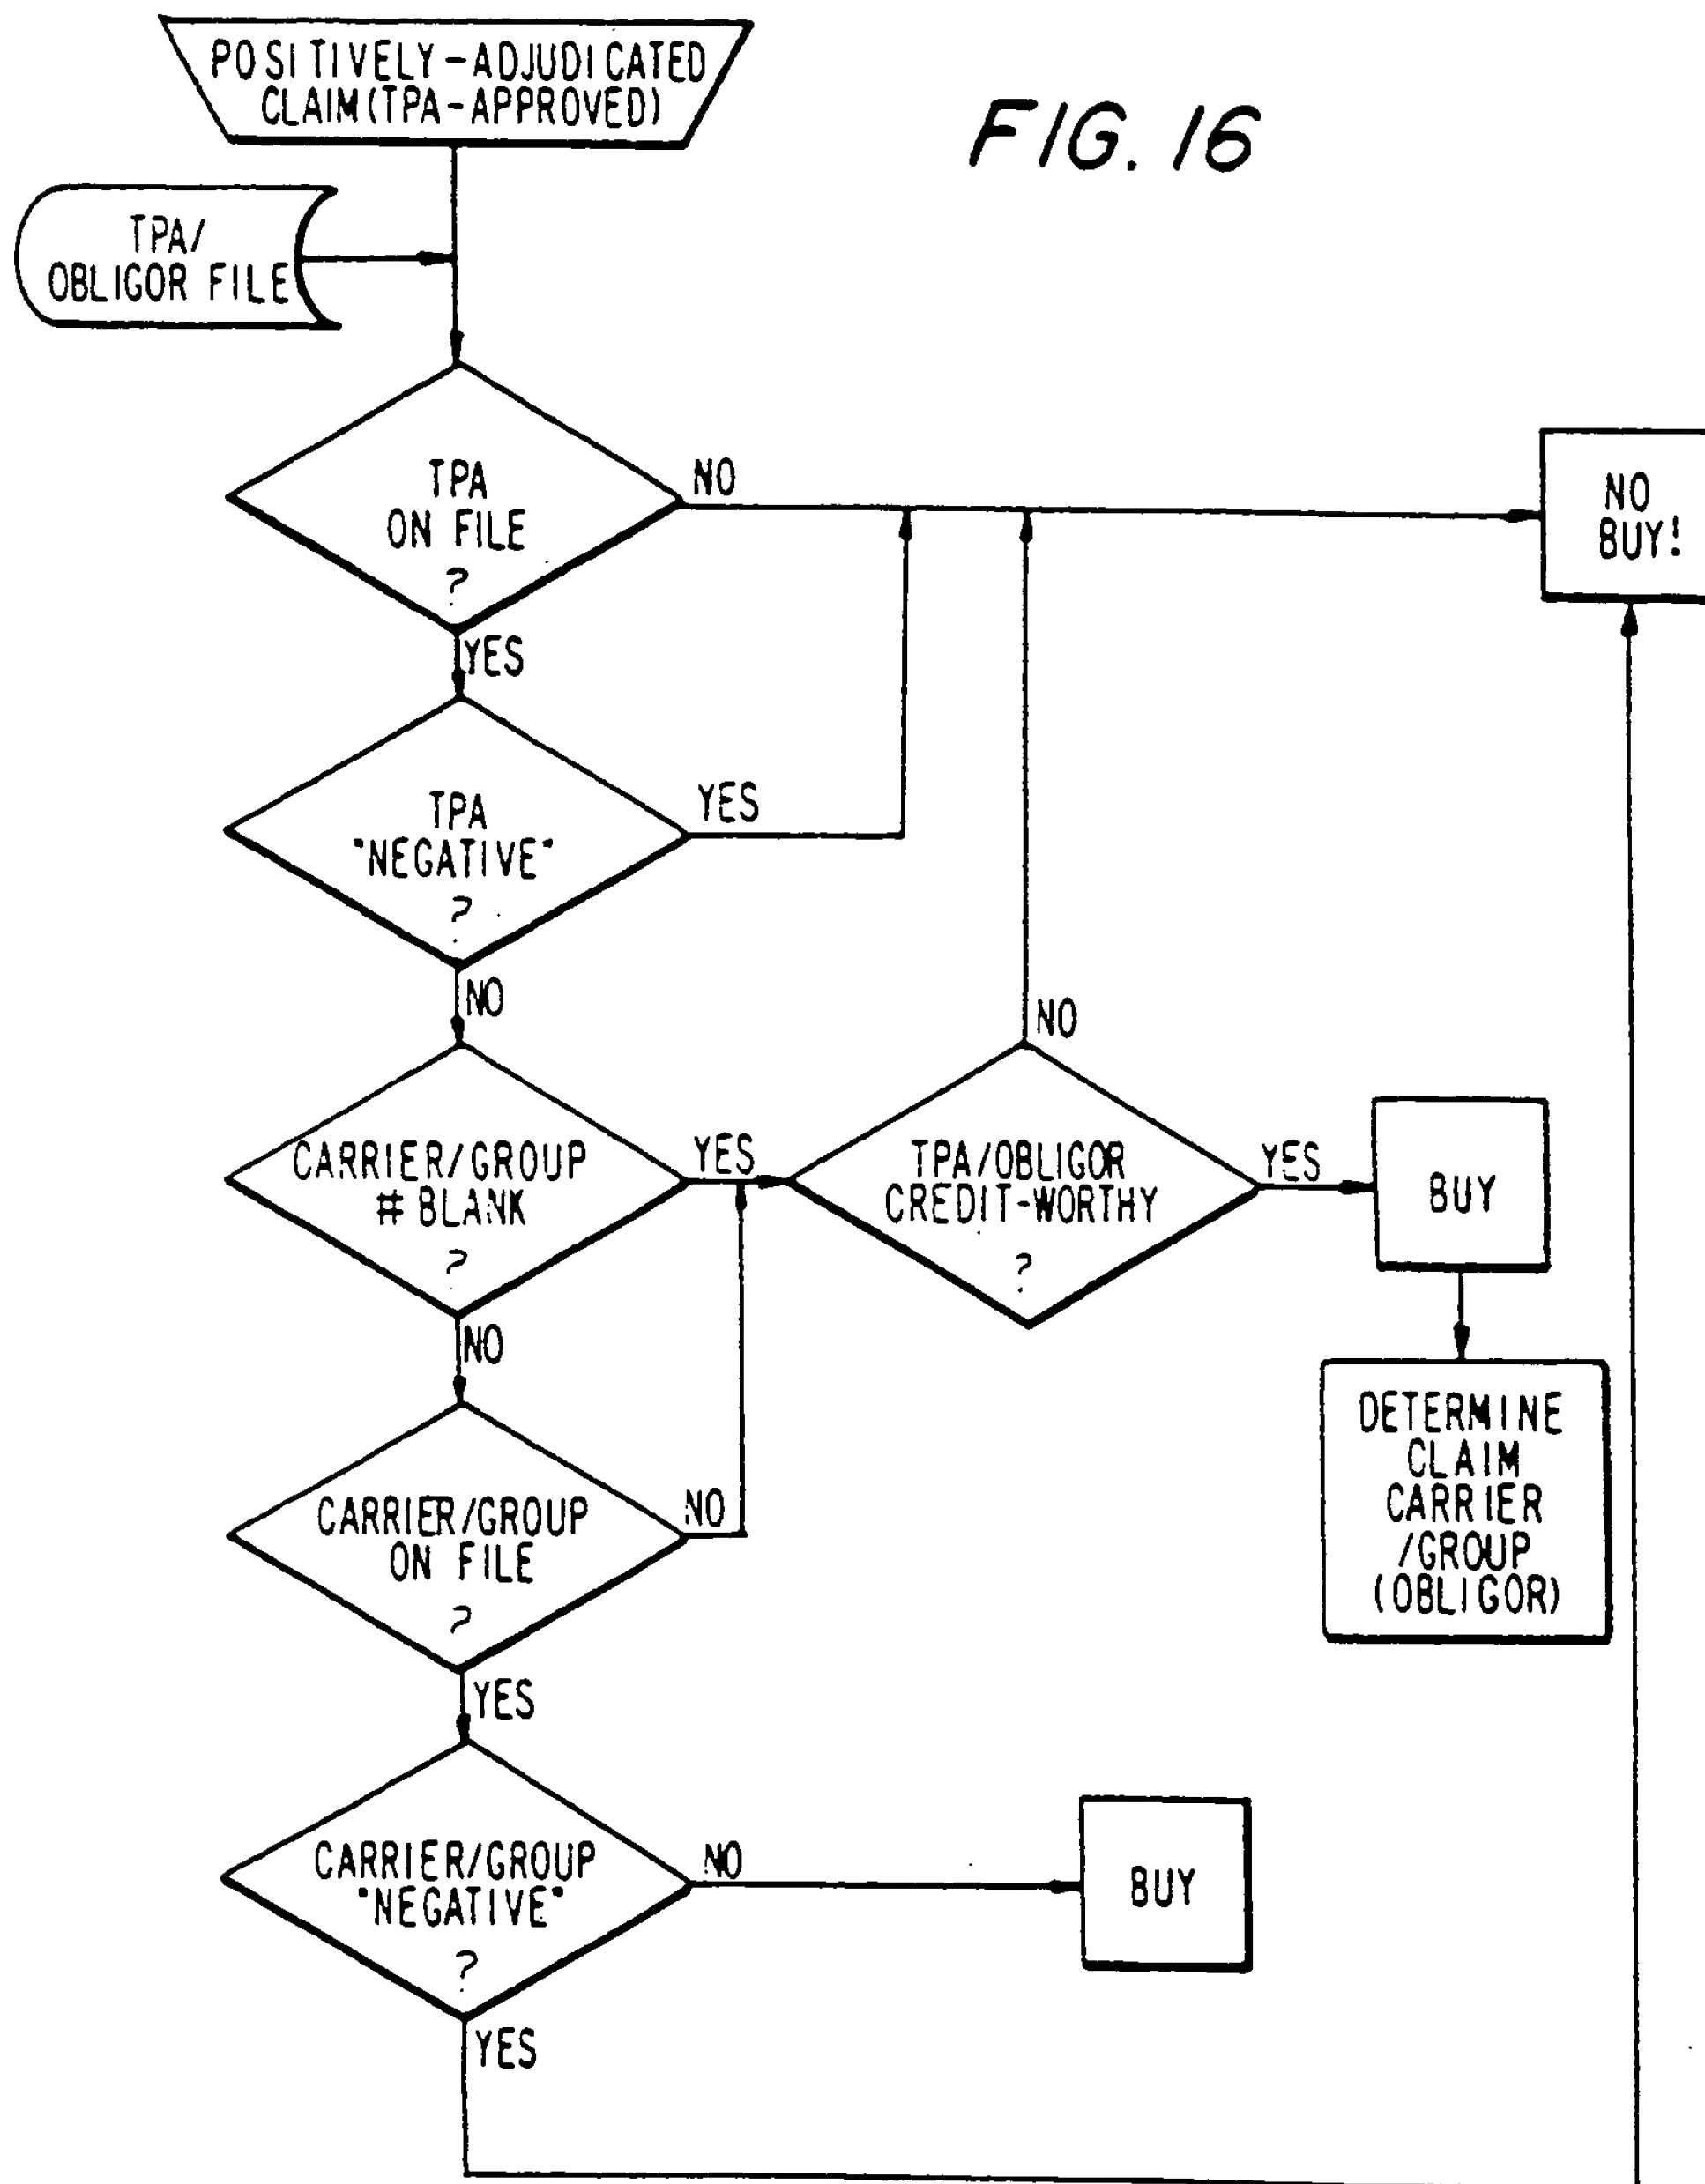 POSITIVELY-ADJUDICATED
CLAIM(TPA-APPROVED)
FIG. 16
TPA/
OBLIGOR FILE
TPA
ON FILE
?
NO
NO
BUY!
YES
TPA
"NEGATIVE"
?
YES
NO
CARRIER/GROUP
# BLANK
?
YES
NO
TPA/OBLIGOR
CREDIT-WORTHY
?
YES
BUY
NO
DETERMINE
CLAIM
CARRIER
/GROUP
(OBLIGOR)
CARRIER/GROUP
ON FILE
?
NO
YES
CARRIER/GROUP
"NEGATIVE"
?
NO
BUY
YES